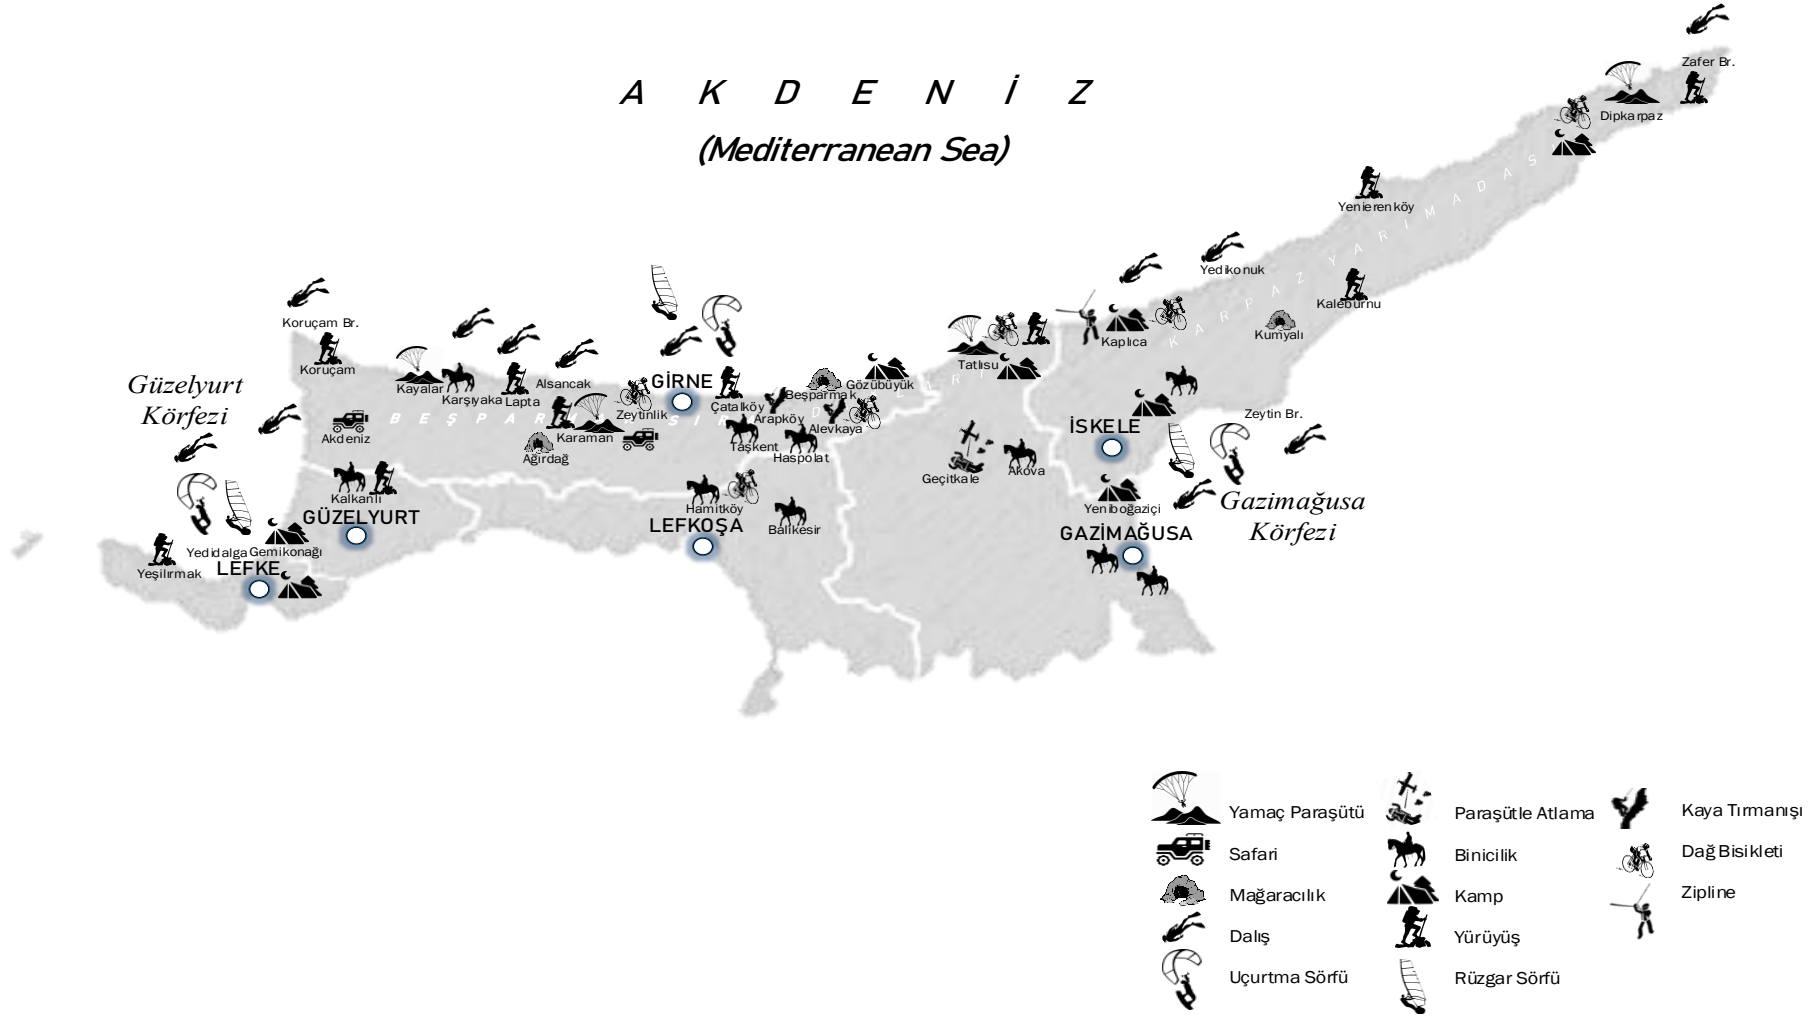 A K D E N İ Z
(Mediterranean Sea)
Zafer Br.
Dipkarpaz
Yenierenköy
Yedikonuk
Kaleburnu
Kumyalı
Kaplıca
KARPAZ YARIMADAS
Koruçam Br.
Koruçam
Güzelyurt
Körfezi
Kayalar
Karşıyaka
Lapta
Alsancak
Zeytinlik
GİRNE
Çatalköy
Arapköy
Beşparmak
Gözübüyük
Tatlısu
Alevkaya
Akdeniz
Karaman
Ağırdağ
Taşkent
Haspolat
Geçitkale
Akova
İSKELE
Zeytin Br.
Kalkanlı
GÜZELYURT
Hamitköy
LEFKOŞA
Balıkesir
Yeniboğaziçi
GAZİMAĞUSA
Gazimağusa
Körfezi
Yedidalga
Gemikonağı
Yeşilırmak
LEFKE
Yamaç Paraşütü
Paraşütle Atlama
Kaya Tırmanışı
Safari
Binicilik
Dağ Bisikleti
Mağaracılık
Kamp
Zipline
Dalış
Yürüyüş
Uçurtma Sörfü
Rüzgar Sörfü